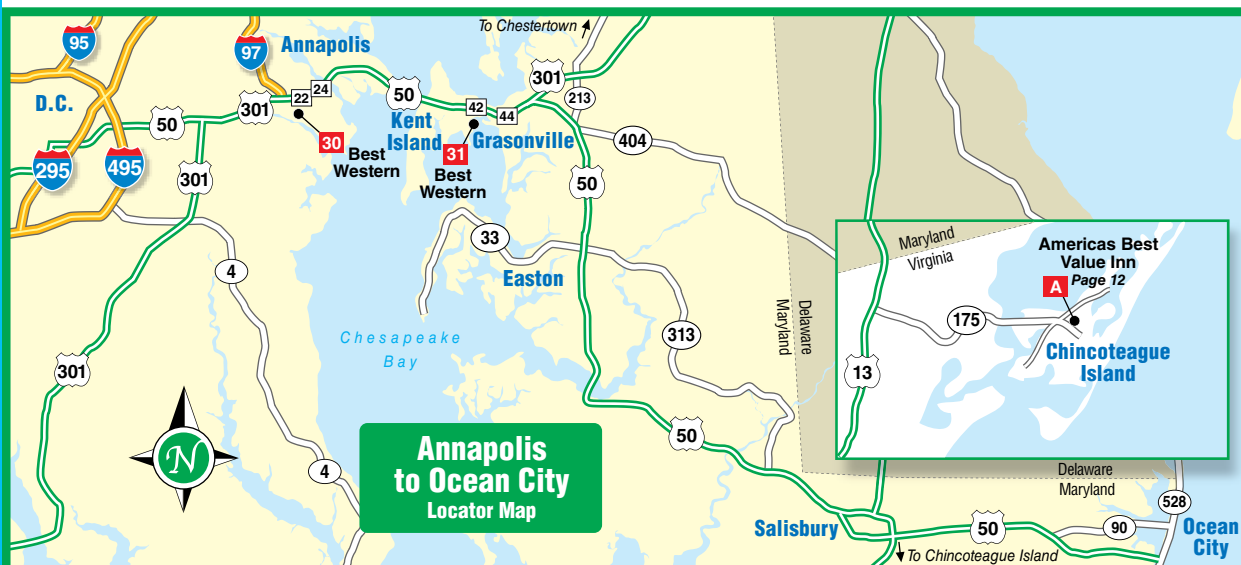 To Chestertown
95
97
Annapolis
D.C.
50
301
22
24
50
42
44
301
213
Kent
Island
Grasonville
404
30
Best
Western
31
Best
Western
295
495
301
50
4
33
Easton
Maryland
Virginia
Americas Best
Value Inn
Page 12
A
175
Chincoteague
Island
13
Maryland
Delaware
313
Chesapeake
Bay
301
50
4
N
Annapolis
to Ocean City
Locator Map
Delaware
Maryland
528
Salisbury
50
90
Ocean
City
To Chincoteague Island